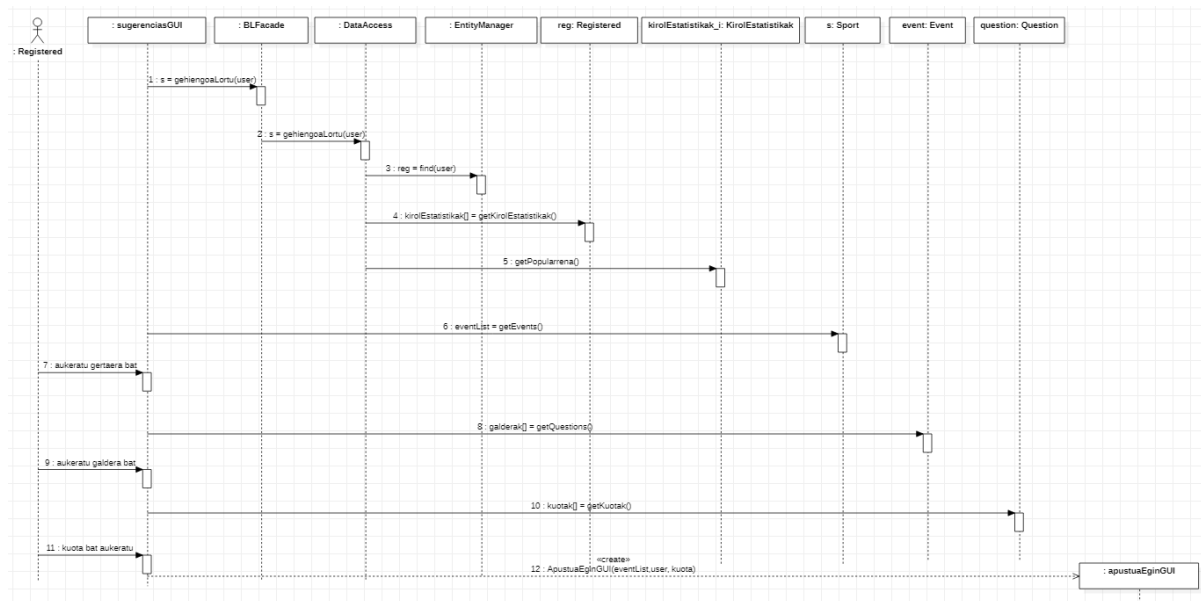 : sugerenciasGUI
: BLFacade
: DataAccess
: EntityManager
reg: Registered
kirolEstatistikak_i: KirolEstatistikak
s: Sport
event: Event
question: Question
: Registered
1 : s = gehiengoaLortu(user)
2 : s = gehiengoaLortu(user)
3 : reg = find(user)
4 : kirolEstatistikak[] = getKirolEstatistikak()
5 : getPopularrena()
6 : eventList = getEvents()
7 : aukeratu gertaera bat
8 : galderak[] = getQuestions()
9 : aukeratu galdera bat
10 : kuotak[] = getKuotak()
11 : kuota bat aukeratu
«create»
12 : ApustuaEginGUI(eventList,user, kuota)
: apustuaEginGUI